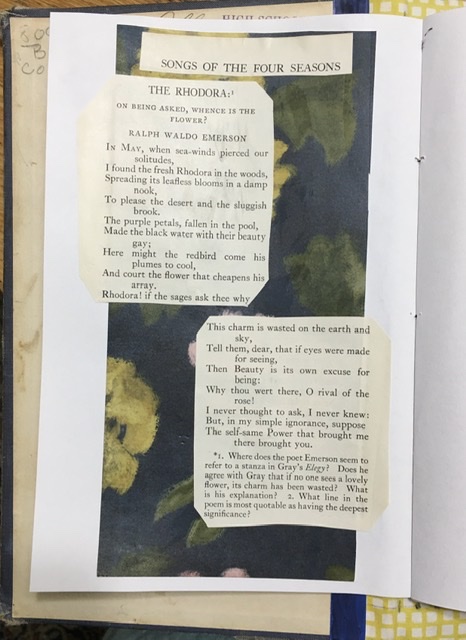 HIGH SCHO
800
B
CO
SONGS OF THE FOUR SEASONS
THE RHODORA:¹
ON BEING ASKED, WHENCE IS THE
FLOWER?
RALPH WALDO EMERSON
IN MAY, when sea-winds pierced our
solitudes,
I found the fresh Rhodora in the woods,
Spreading its leafless blooms in a damp
nook,
To please the desert and the sluggish
brook.
The purple petals, fallen in the pool,
Made the black water with their beauty
gay;
Here might the redbird come his
plumes to cool,
And court the flower that cheapens his
array.
Rhodora! if the sages ask thee why
This charm is wasted on the earth and
sky,
Tell them, dear, that if eyes were made
for seeing,
Then Beauty is its own excuse for
being:
Why thou wert there, O rival of the
rose!
I never thought to ask, I never knew:
But, in my simple ignorance, suppose
The self-same Power that brought me
there brought you.
*1. Where does the poet Emerson seem to
refer to a stanza in Gray's Elegy? Does he
agree with Gray that if no one sees a lovely
flower, its charm has been wasted? What
is his explanation? 2. What line in the
poem is most quotable as having the deepest
significance?